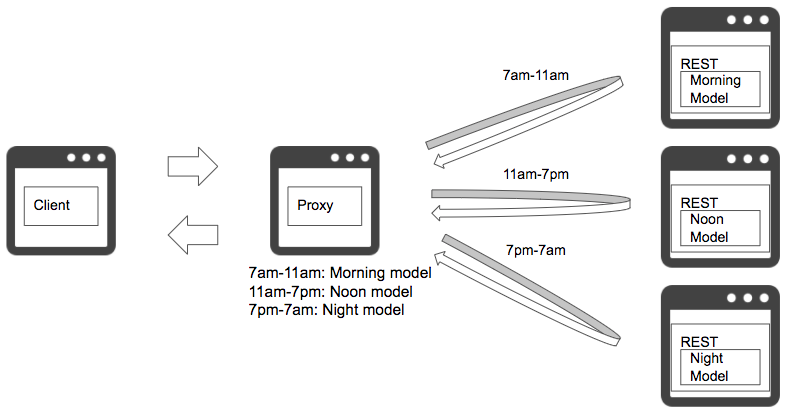 Client
Proxy
7am-11am: Morning model
11am-7pm: Noon model
7pm-7am: Night model
7am-11am
11am-7pm
7pm-7am
REST
Morning
Model
REST
Noon
Model
REST
Night
Model